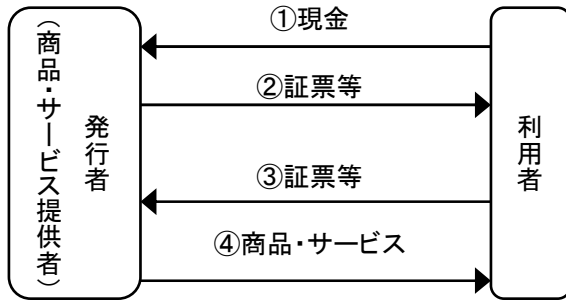 ①現金
②証票等
③証票等
④商品・サービス
発行者
（商品・サービス提供者）
利用者